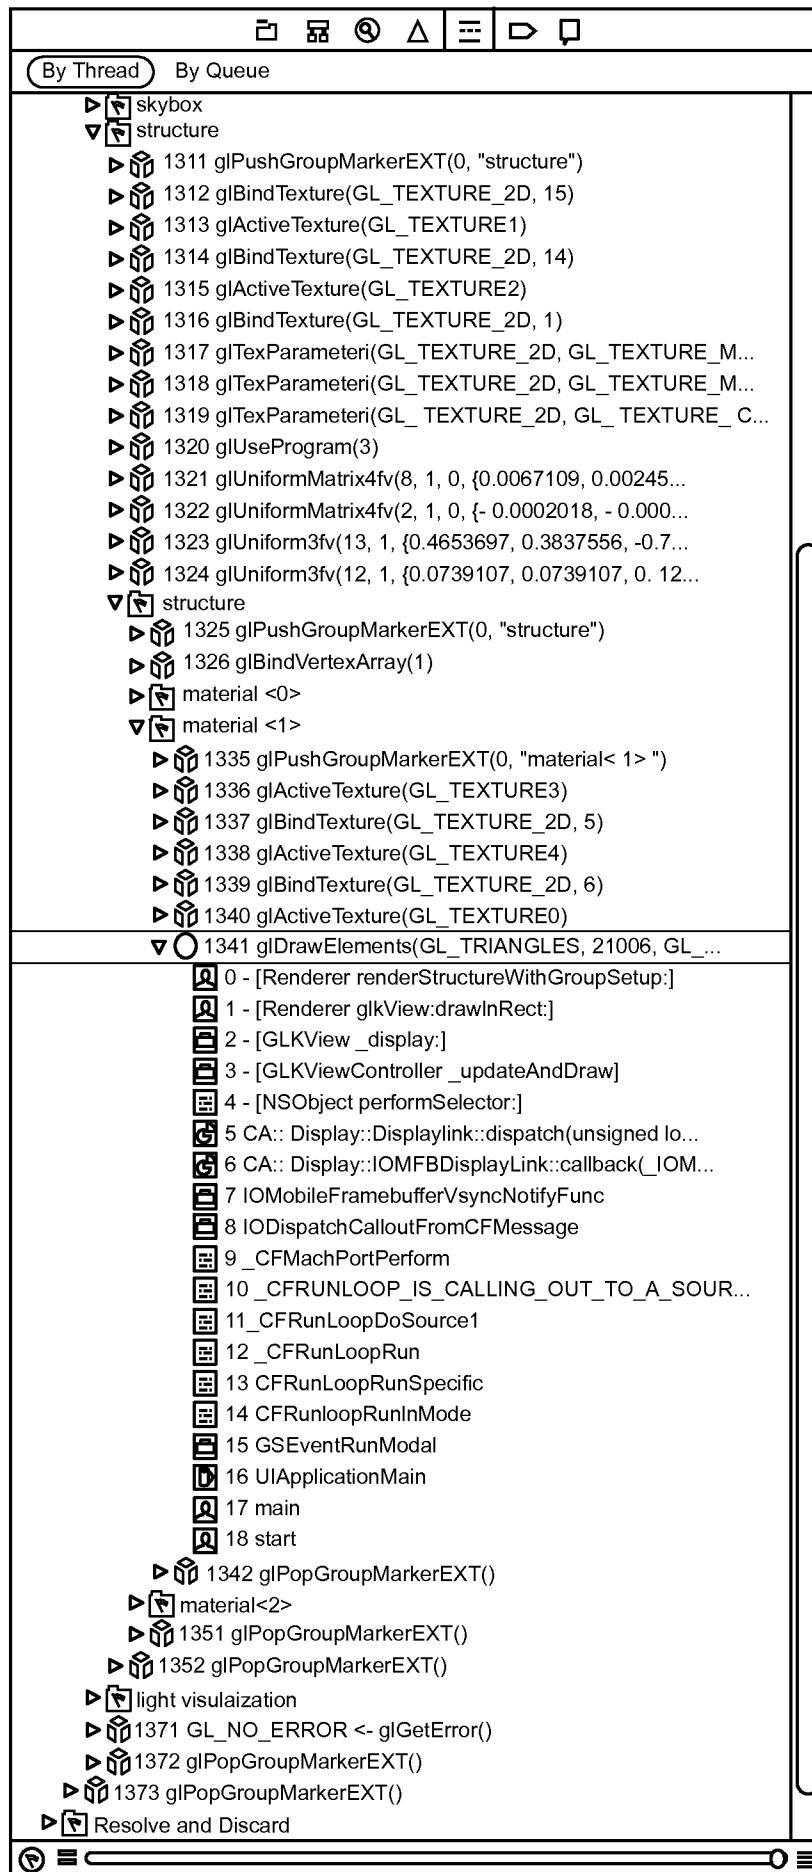 By Thread By Queue
skybox
structure
1311 glPushGroupMarkerEXT(0, "structure")
1312 glBindTexture(GL_TEXTURE_2D, 15)
1313 glActiveTexture(GL_TEXTURE1)
1314 glBindTexture(GL_TEXTURE_2D, 14)
1315 glActiveTexture(GL_TEXTURE2)
1316 glBindTexture(GL_TEXTURE_2D, 1)
1317 glTexParameteri(GL_TEXTURE_2D, GL_TEXTURE_M...
1318 glTexParameteri(GL_TEXTURE_2D, GL_TEXTURE_M...
1319 glTexParameteri(GL_ TEXTURE_2D, GL_ TEXTURE_ C...
1320 glUseProgram(3)
1321 glUniformMatrix4fv(8, 1, 0, {0.0067109, 0.00245...
1322 glUniformMatrix4fv(2, 1, 0, {- 0.0002018, - 0.000...
1323 glUniform3fv(13, 1, {0.4653697, 0.3837556, -0.7...
1324 glUniform3fv(12, 1, {0.0739107, 0.0739107, 0. 12...
structure
1325 glPushGroupMarkerEXT(0, "structure")
1326 glBindVertexArray(1)
material <0>
material <1>
1335 glPushGroupMarkerEXT(0, "material< 1> ")
1336 glActiveTexture(GL_TEXTURE3)
1337 glBindTexture(GL_TEXTURE_2D, 5)
1338 glActiveTexture(GL_TEXTURE4)
1339 glBindTexture(GL_TEXTURE_2D, 6)
1340 glActiveTexture(GL_TEXTURE0)
1341 glDrawElements(GL_TRIANGLES, 21006, GL_...
0 - [Renderer renderStructureWithGroupSetup:]
1 - [Renderer glkView:drawInRect:]
2 - [GLKView _display:]
3 - [GLKViewController _updateAndDraw]
4 - [NSObject performSelector:]
5 CA:: Display::Displaylink::dispatch(unsigned lo...
6 CA:: Display::IOMFBDisplayLink::callback(_IOM...
7 IOMobileFramebufferVsyncNotifyFunc
8 IODispatchCalloutFromCFMessage
9 _CFMachPortPerform
10 _CFRUNLOOP_IS_CALLING_OUT_TO_A_SOUR...
11_CFRunLoopDoSource1
12 _CFRunLoopRun
13 CFRunLoopRunSpecific
14 CFRunloopRunInMode
15 GSEventRunModal
16 UIApplicationMain
17 main
18 start
1342 glPopGroupMarkerEXT()
material<2>
1351 glPopGroupMarkerEXT()
1352 glPopGroupMarkerEXT()
light visulaization
1371 GL_NO_ERROR <- glGetError()
1372 glPopGroupMarkerEXT()
1373 glPopGroupMarkerEXT()
Resolve and Discard